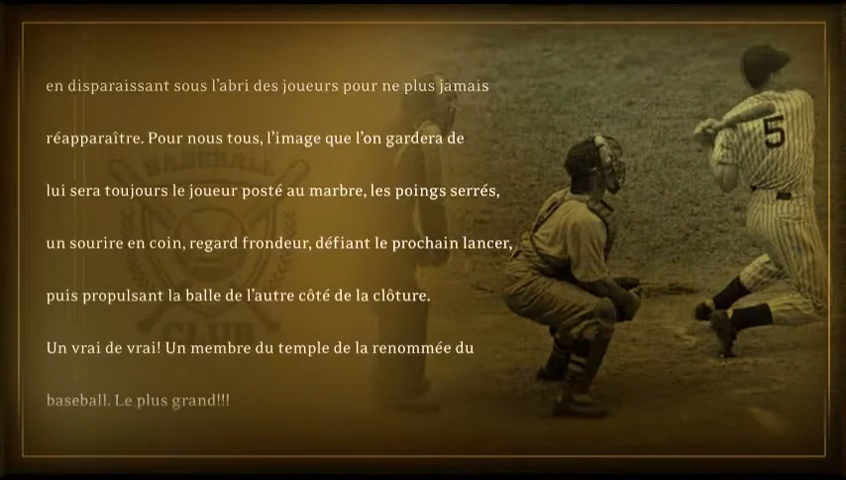 en disparaissant sous l'abri des joueurs pour ne plus jamais
réapparaître. Pour nous tous, l'image que l'on gardera de
lui sera toujours le joueur posté au marbre, les poings serrés,
un sourire en coin, regard frondeur, défiant le prochain lancer,
puis propulsant la balle de l'autre côté de la clôture.
Un vrai de vrai! Un membre du temple de la renommée du
baseball. Le plus grand!!!
BASEBALL
CLUB
5